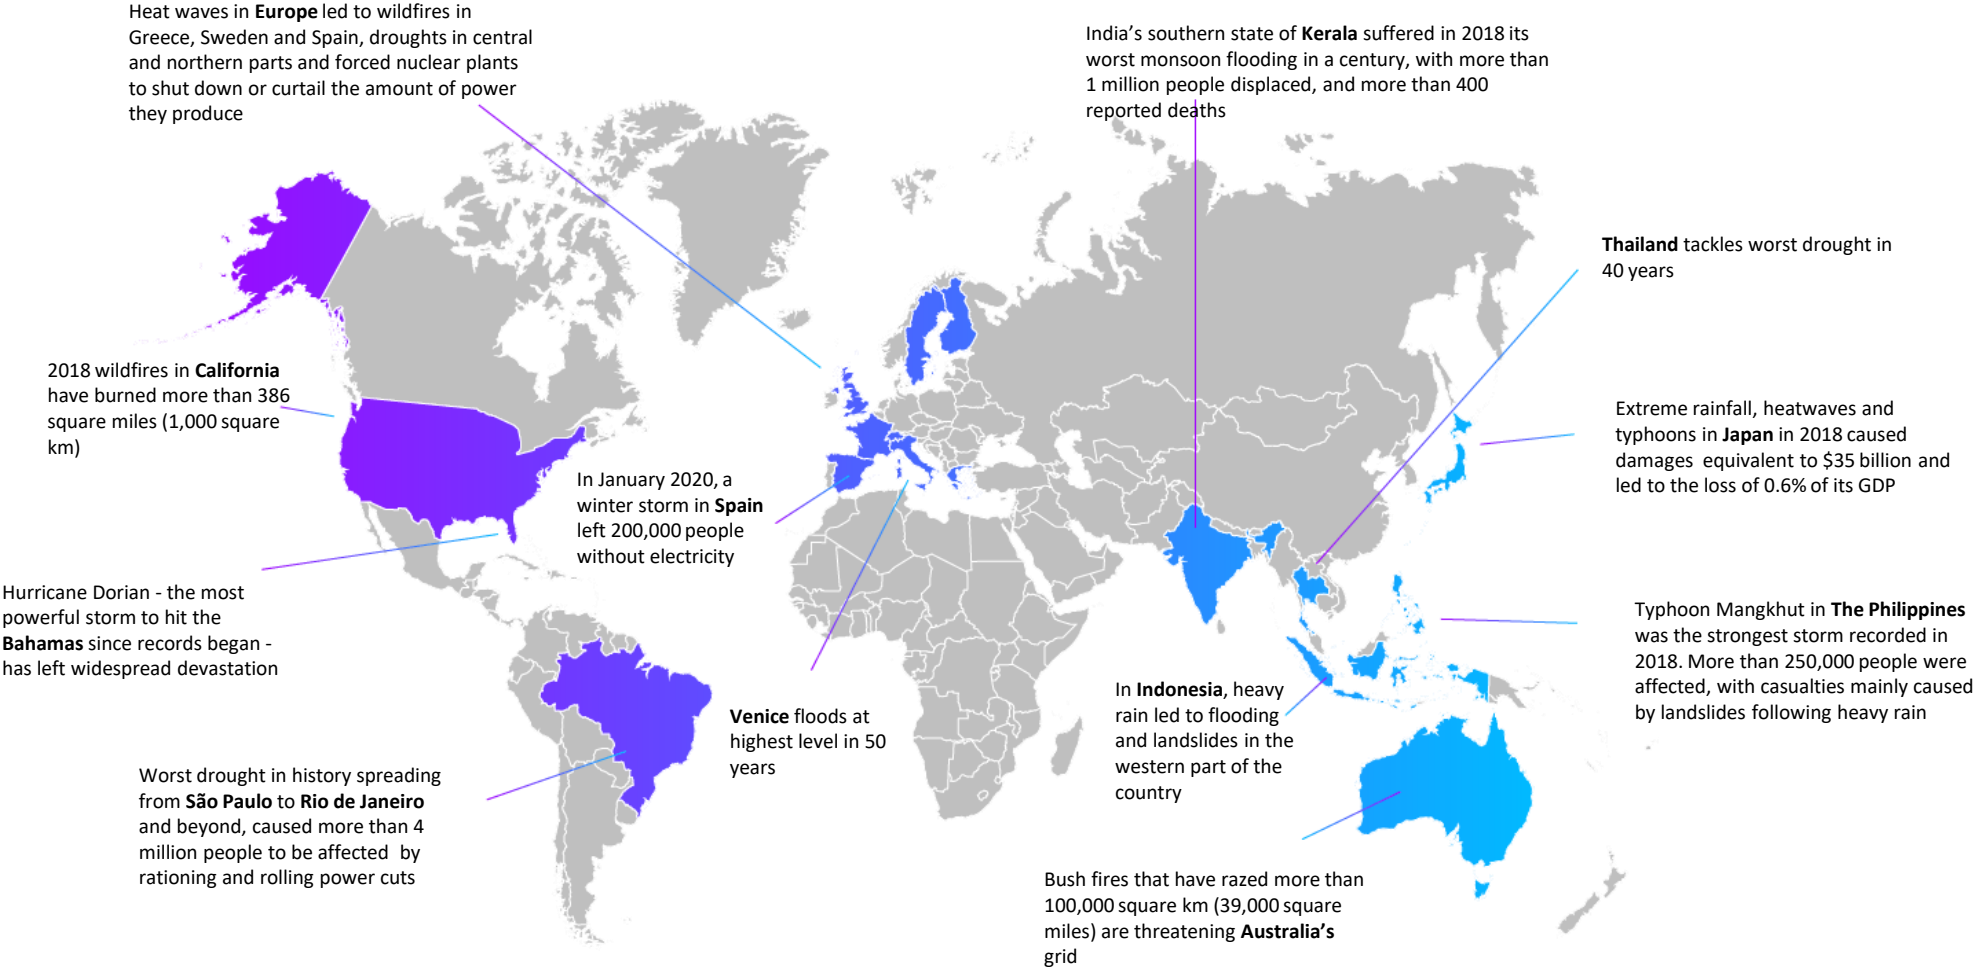 Heat waves in Europe led to wildfires in
Greece, Sweden and Spain, droughts in central
and northern parts and forced nuclear plants
to shut down or curtail the amount of power
they produce
India's southern state of Kerala suffered in 2018 its
worst monsoon flooding in a century, with more than
1 million people displaced, and more than 400
reported deaths
Thailand tackles worst drought in
40 years
2018 wildfires in California
have burned more than 386
square miles (1,000 square
km)
Extreme rainfall, heatwaves and
typhoons in Japan in 2018 caused
damages equivalent to $35 billion and
led to the loss of 0.6% of its GDP
In January 2020, a
winter storm in Spain
left 200,000 people
without electricity
Hurricane Dorian - the most
powerful storm to hit the
Bahamas since records began -
has left widespread devastation
Typhoon Mangkhut in The Philippines
was the strongest storm recorded in
2018. More than 250,000 people were
affected, with casualties mainly caused
by landslides following heavy rain
In Indonesia, heavy
rain led to flooding
and landslides in the
western part of the
country
Venice floods at
highest level in 50
years
Worst drought in history spreading
from São Paulo to Rio de Janeiro
and beyond, caused more than 4
million people to be affected by
rationing and rolling power cuts
Bush fires that have razed more than
100,000 square km (39,000 square
miles) are threatening Australia's
grid